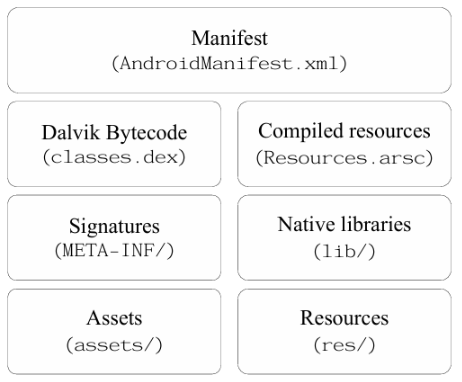 Manifest
(AndroidManifest.xml)
Dalvik Bytecode
(classes.dex)
Compiled resources
(Resources.arsc)
Signatures
(META-INF/)
Native libraries
(lib/)
Assets
(assets/)
Resources
(res/)